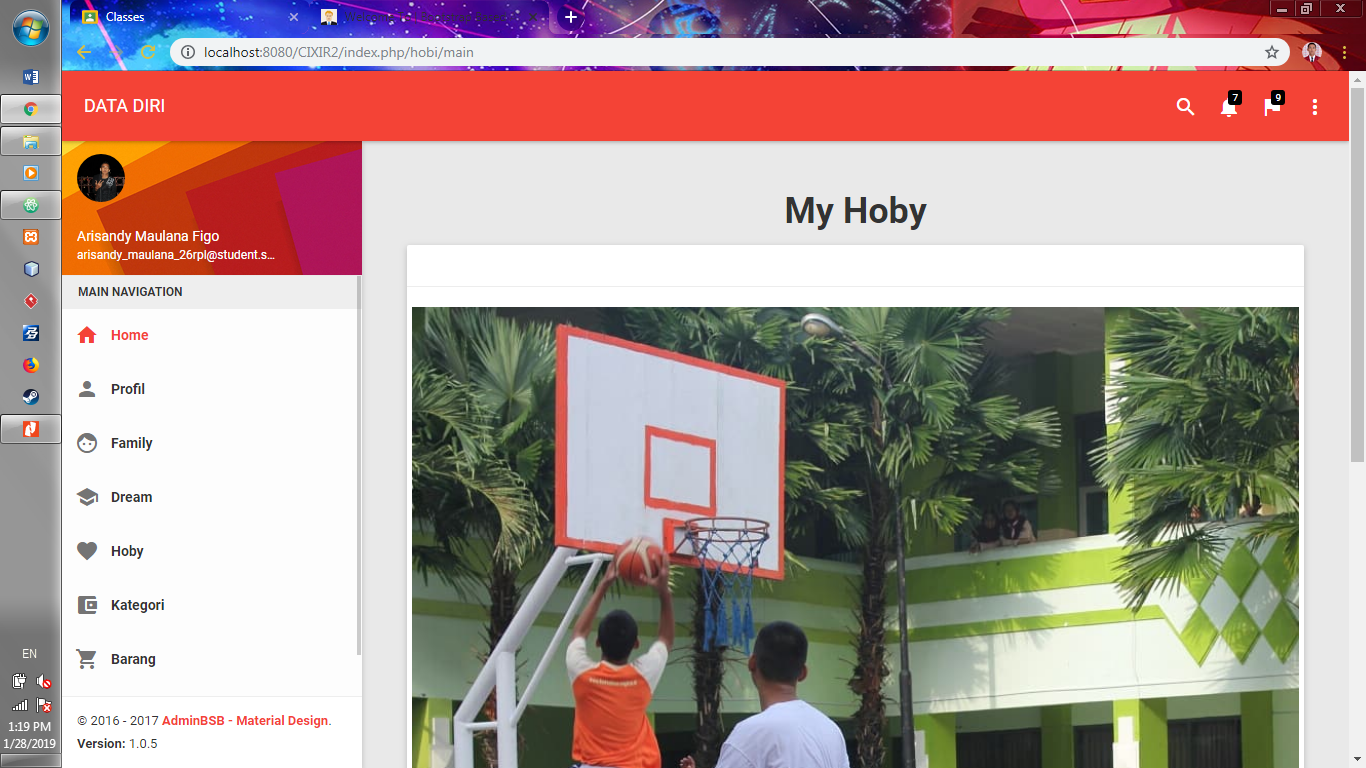 Classes
localhost:8080/CIXIR2/index.php/hobi/main
DATA DIRI
7
9
Arisandy Maulana Figo
arisandy_maulana_26rpl@student.s...
MAIN NAVIGATION
Home
Profil
Family
Dream
Hoby
Kategori
Barang
© 2016 - 2017 AdminBSB - Material Design.
Version: 1.0.5
My Hoby
EN
1:19 PM
1/28/2019